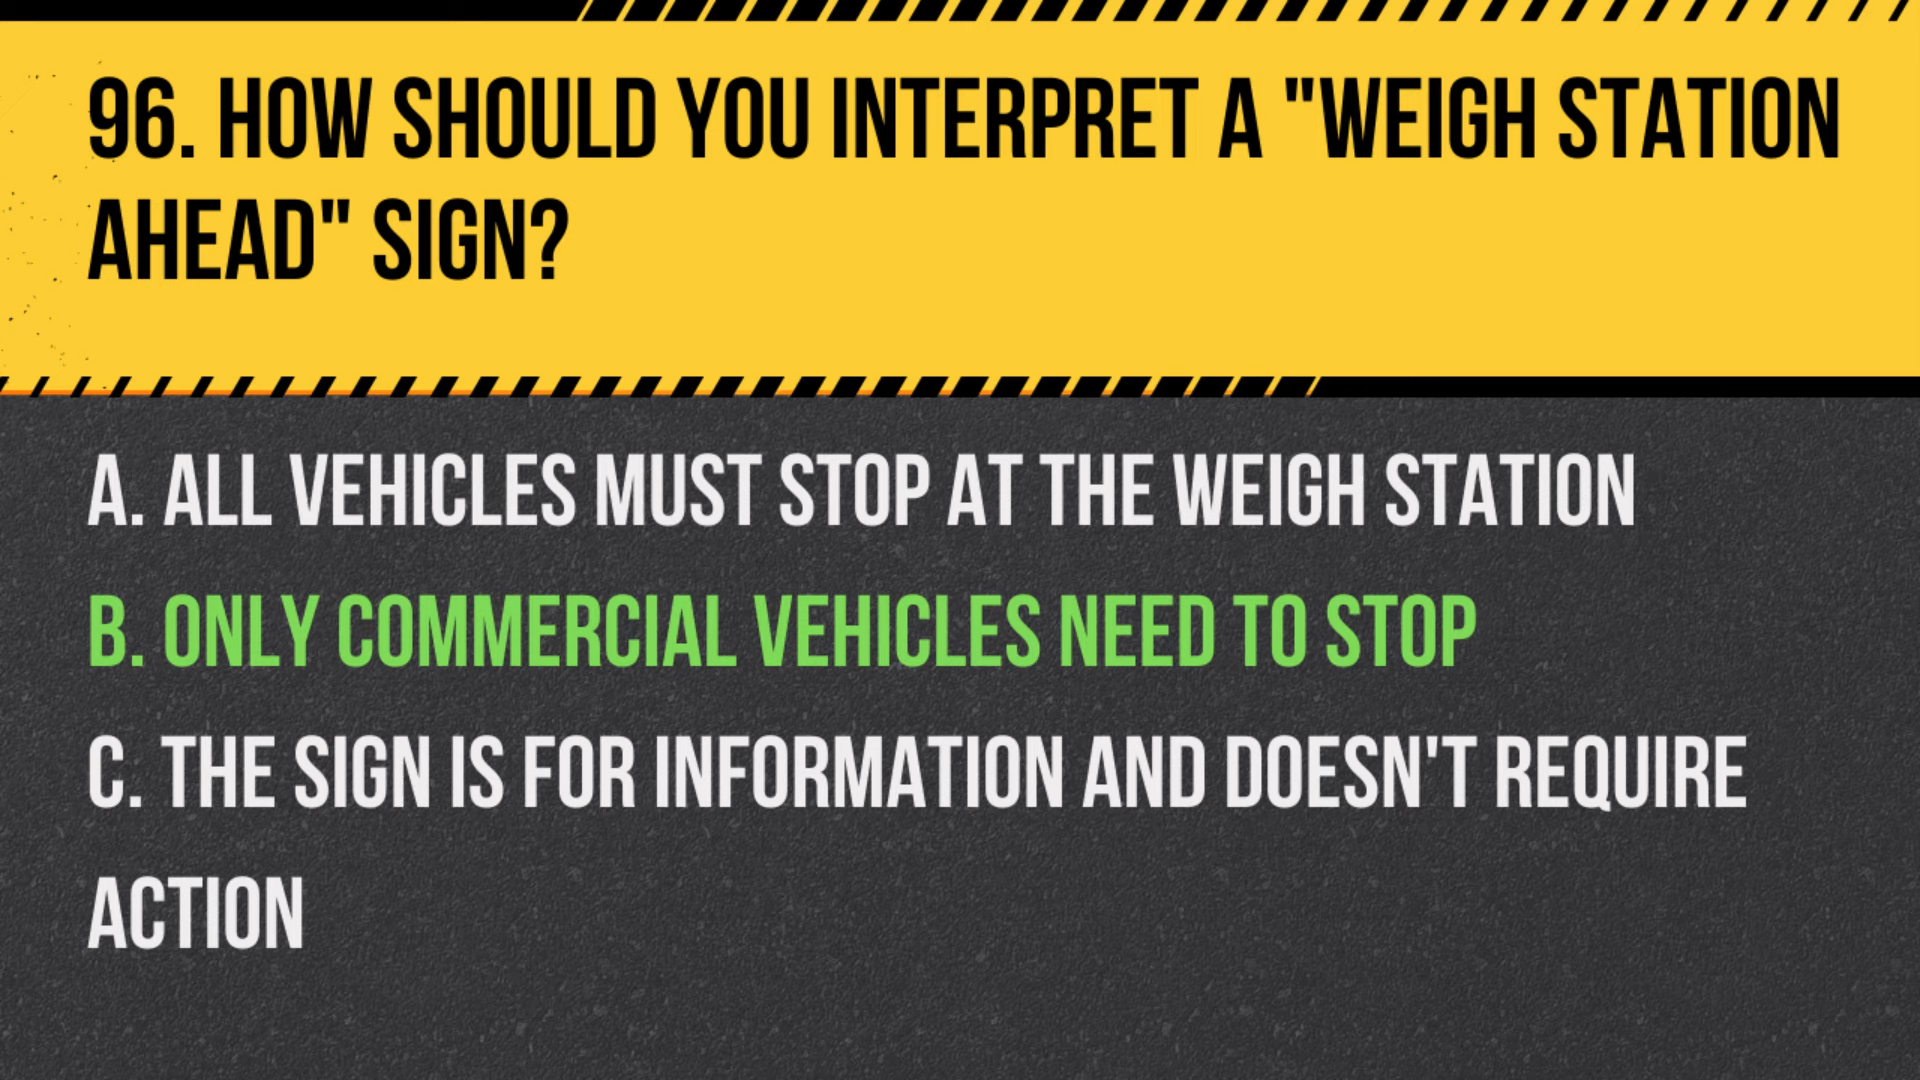 96. HOW SHOULD YOU INTERPRET A "WEIGH STATION
AHEAD" SIGN?
A. ALL VEHICLES MUST STOP AT THE WEIGH STATION
B. ONLY COMMERCIAL VEHICLES NEED TO STOP
C. THE SIGN IS FOR INFORMATION AND DOESN'T REQUIRE
ACTION